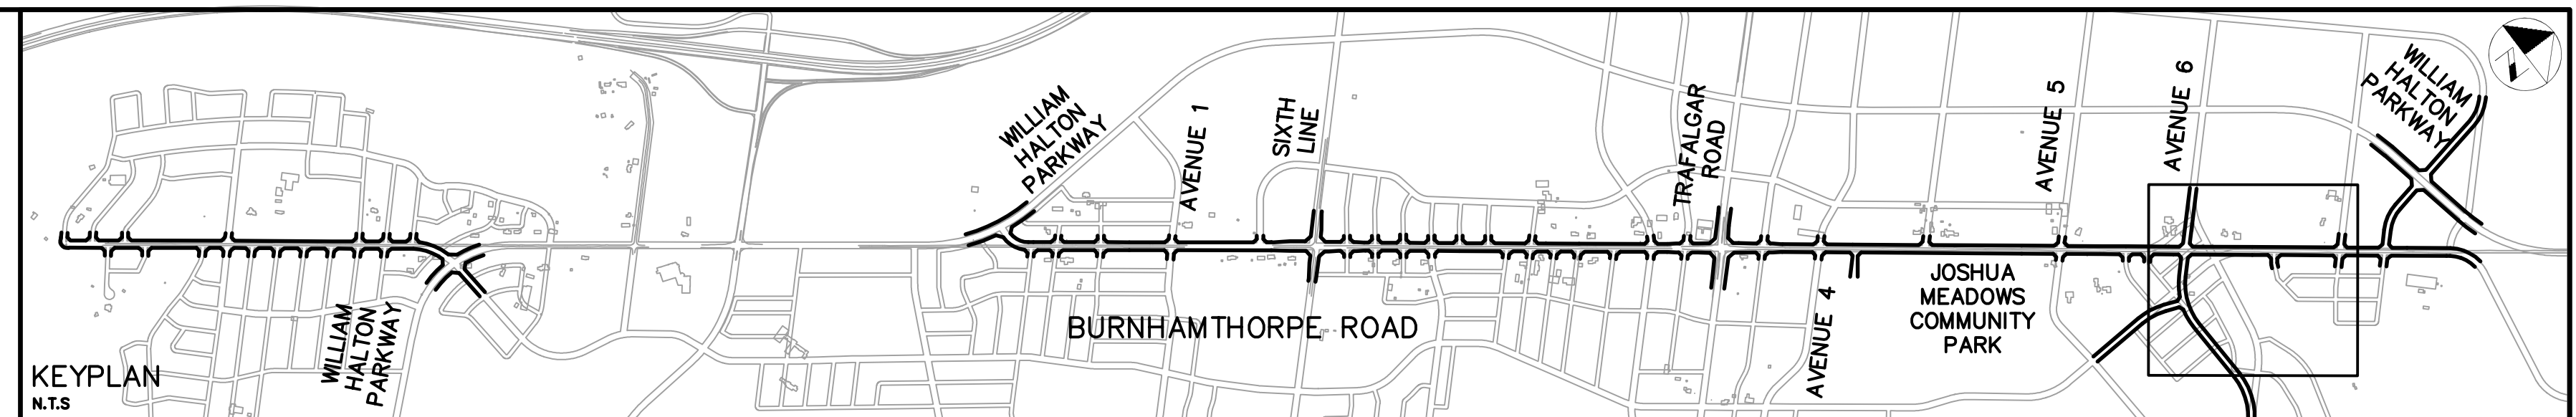 WILLIAM
HALTON
PARKWAY
AVENUE 1
SIXTH
LINE
TRAFALGAR
ROAD
AVENUE 5
AVENUE 6
WILLIAM
HALTON
PARKWAY
WILLIAM
HALTON
PARKWAY
BURNHAMTHORPE ROAD
AVENUE 4
JOSHUA
MEADOWS
COMMUNITY
PARK
KEYPLAN
N.T.S